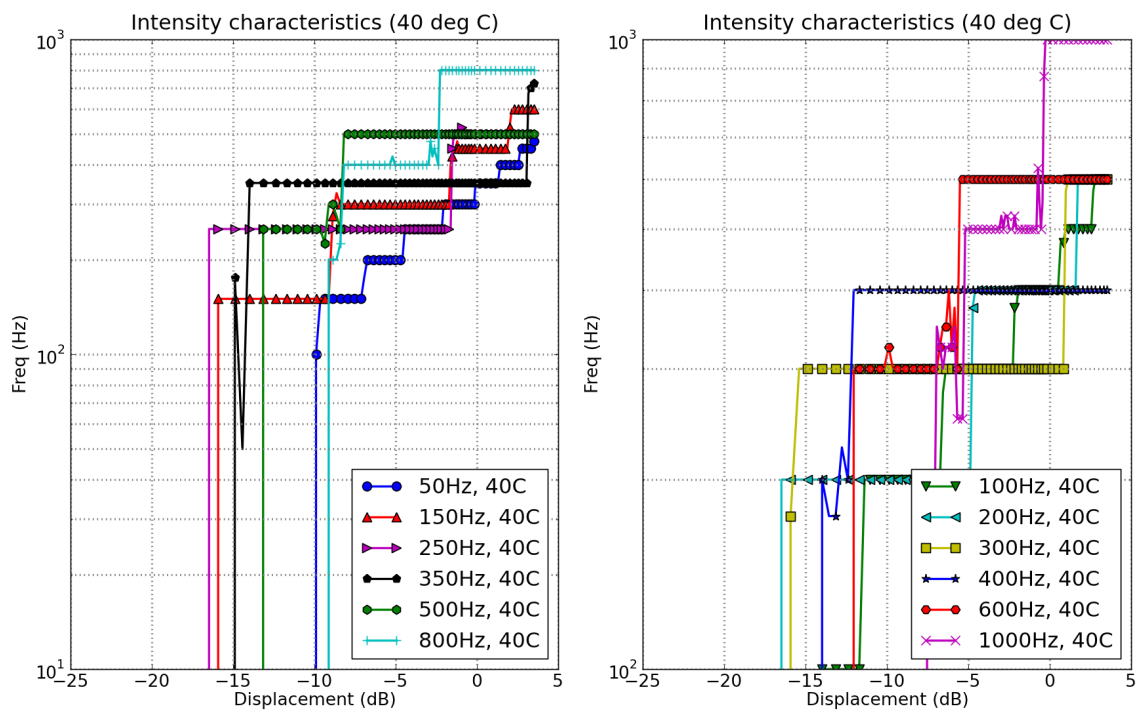 Intensity characteristics (40 deg C)
10³
10²
10¹
Freq (Hz)
−25 −20 −15 −10 −5 0 5
Displacement (dB)
50Hz, 40C
150Hz, 40C
250Hz, 40C
350Hz, 40C
500Hz, 40C
800Hz, 40C
Intensity characteristics (40 deg C)
10³
10²
Freq (Hz)
−25 −20 −15 −10 −5 0 5
Displacement (dB)
100Hz, 40C
200Hz, 40C
300Hz, 40C
400Hz, 40C
600Hz, 40C
1000Hz, 40C